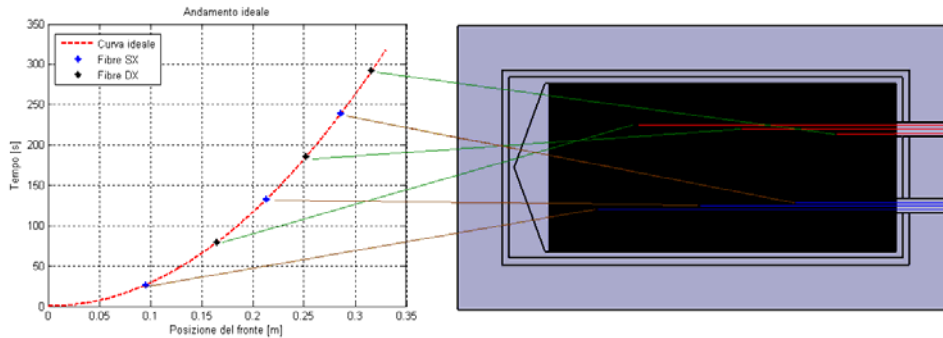 Andamento ideale
350
300
250
200
150
100
50
0
Tempo [s]
Curva ideale
Fibre SX
Fibre DX
0
0.05
0.1
0.15
0.2
0.25
0.3
0.35
Posizione del fronte [m]